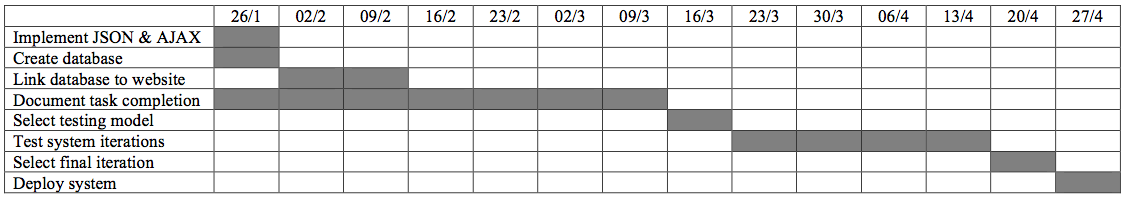 26/1 02/2 09/2 16/2 23/2 02/3 09/3 16/3 23/3 30/3 06/4 13/4 20/4 27/4
Implement JSON & AJAX
Create database
Link database to website
Document task completion
Select testing model
Test system iterations
Select final iteration
Deploy system